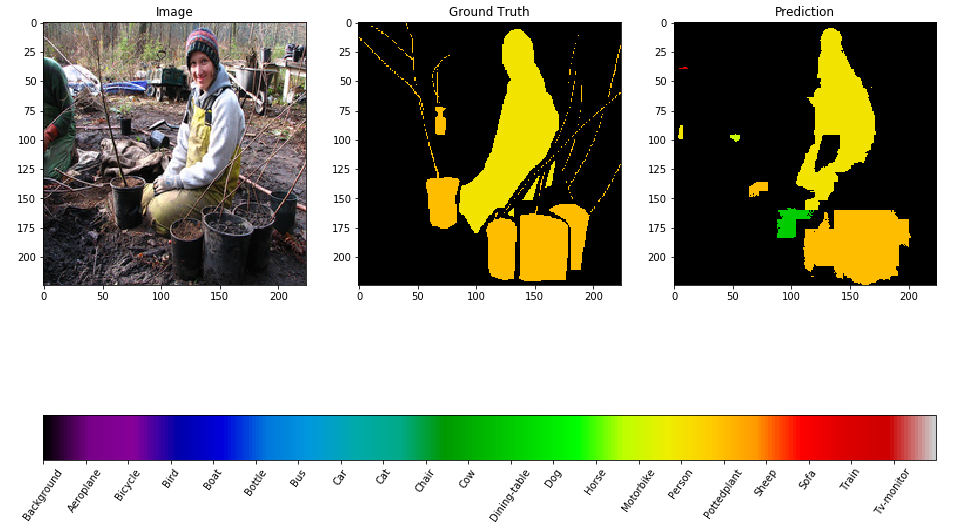 Image
Ground Truth
Prediction
0
25
50
75
100
125
150
175
200
0 50 100 150 200
0
25
50
75
100
125
150
175
200
0 50 100 150 200
0
25
50
75
100
125
150
175
200
0 50 100 150 200
Background
Aeroplane
Bicycle
Bird
Boat
Bottle
Bus
Car
Cat
Chair
Cow
Dining-table
Dog
Horse
Motorbike
Person
Pottedplant
Sheep
Sofa
Train
Tv-monitor